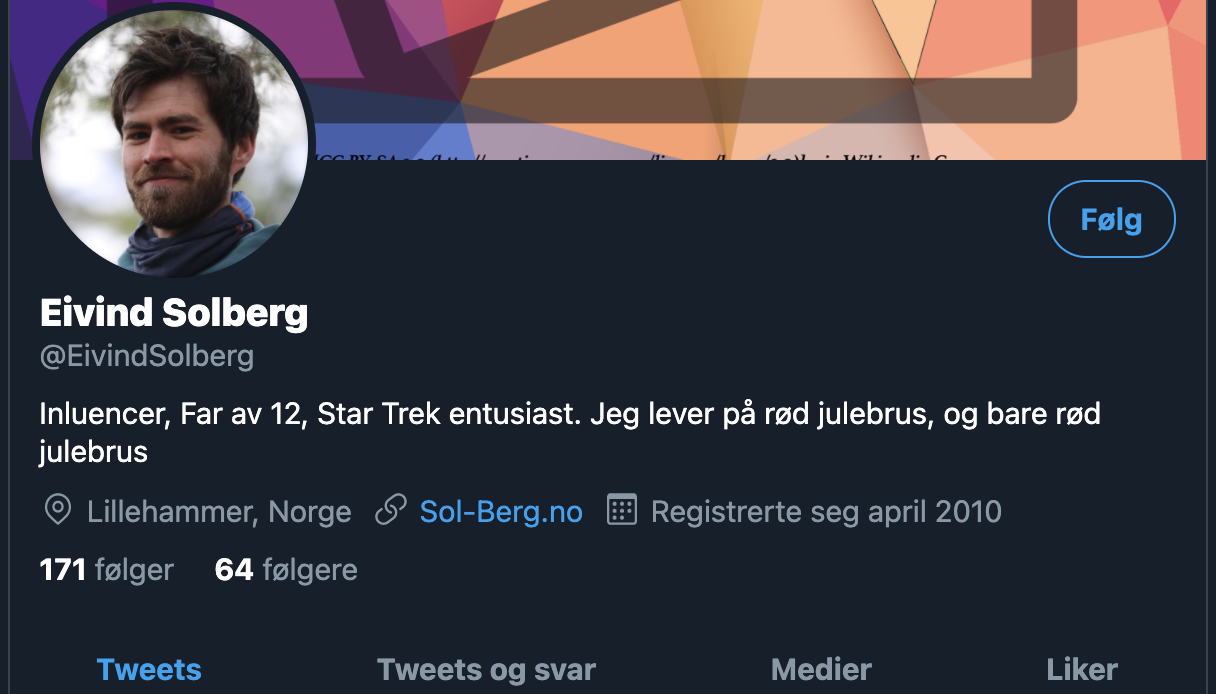 Følg
Eivind Solberg
@EivindSolberg
Inluencer, Far av 12, Star Trek entusiast. Jeg lever på rød julebrus, og bare rød
julebrus
Lillehammer, Norge Sol-Berg.no Registrerte seg april 2010
171 følger 64 følgere
Tweets Tweets og svar Medier Liker